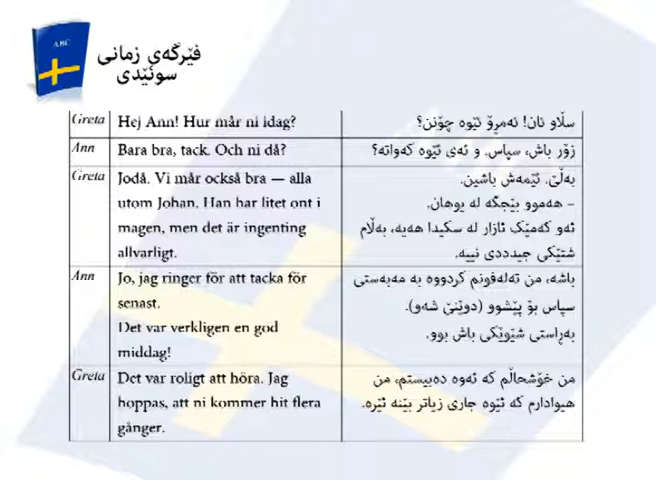 ABC
فێرگەی زمانی
سوئێدی
Greta
Hej Ann! Hur mår ni idag?
سڵاو ئان! ئەمڕۆ ئێوە چۆنن؟
Ann
Bara bra, tack. Och ni då?
زۆر باش، سپاس. و ئەی ئێوە کەواتە؟
Greta
Jodå. Vi mår också bra — alla
utom Johan. Han har litet ont i
magen, men det är ingenting
allvarligt.
بەڵێ. ئێمەش باشین.
– هەموو بێجگە لە یوهان.
ئەو کەمێک ئازار لە سکیدا هەیە، بەڵام
شتێکی جیدددی نییە.
Ann
Jo, jag ringer för att tacka för
senast.
Det var verkligen en god
middag!
باشە، من تەلەفونم کردووە بە مەبەستی
سپاس بۆ پێشوو (دوێنێ شەو).
بەڕاستی شێوێکی باش بوو.
Greta
Det var roligt att höra. Jag
hoppas, att ni kommer hit flera
gånger.
من خۆشحاڵم کە ئەوە دەبیستم، من
هیوادارم کە ئێوە جاری زیاتر بێنە ئێرە.